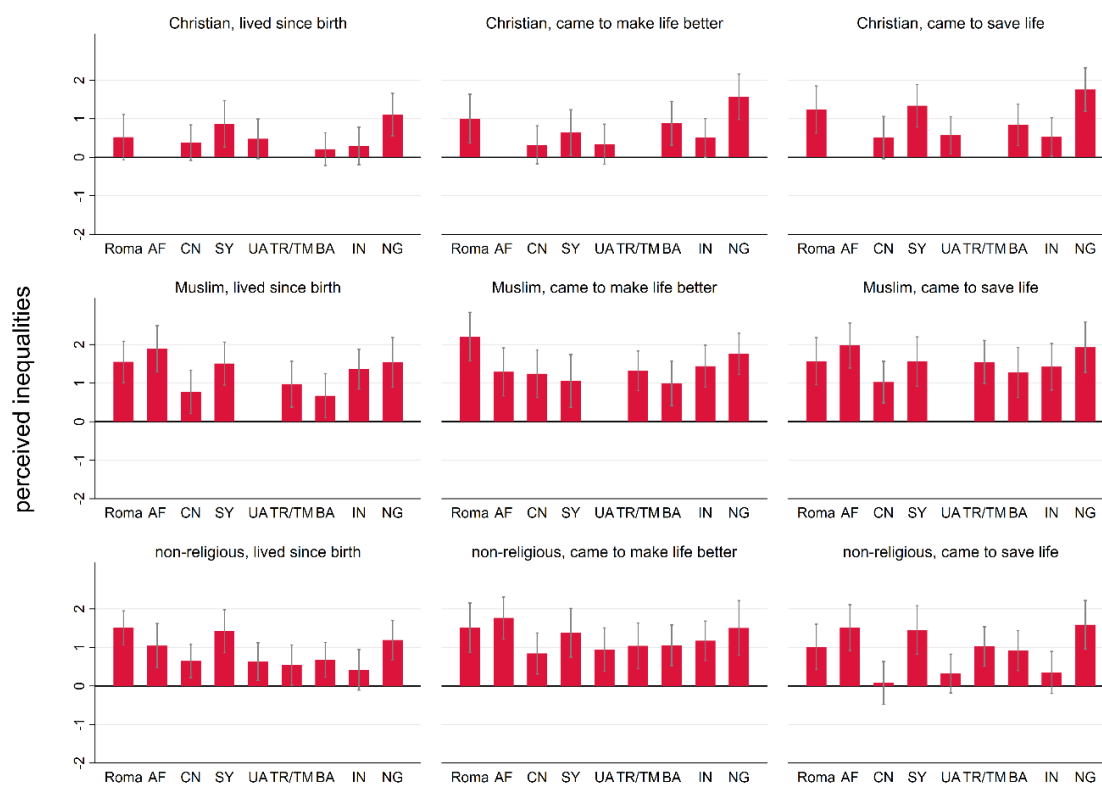 Christian, lived since birth
Christian, came to make life better
Christian, came to save life
2
1
0
-1
-2
Roma AF CN SY UA TR/TM BA IN NG
Roma AF CN SY UA TR/TM BA IN NG
Roma AF CN SY UA TR/TM BA IN NG
perceived inequalities
Muslim, lived since birth
Muslim, came to make life better
Muslim, came to save life
2
1
0
-1
-2
Roma AF CN SY UA TR/TM BA IN NG
Roma AF CN SY UA TR/TM BA IN NG
Roma AF CN SY UA TR/TM BA IN NG
non-religious, lived since birth
non-religious, came to make life better
non-religious, came to save life
2
1
0
-1
-2
Roma AF CN SY UA TR/TM BA IN NG
Roma AF CN SY UA TR/TM BA IN NG
Roma AF CN SY UA TR/TM BA IN NG